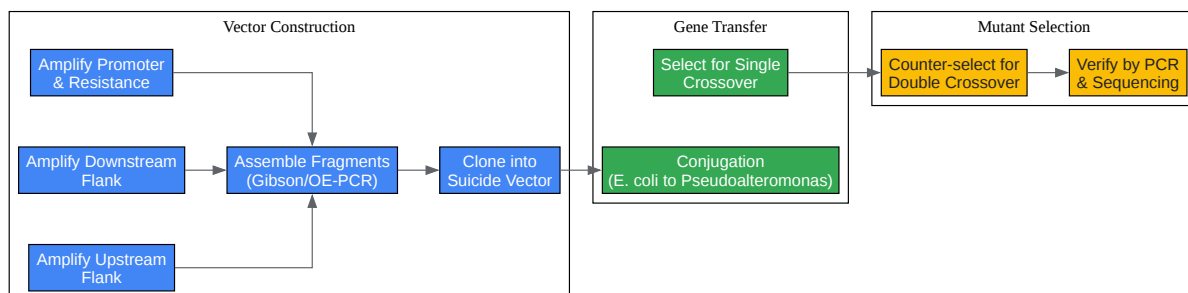 Vector Construction
Amplify Promoter
& Resistance
Amplify Downstream
Flank
Amplify Upstream
Flank
Assemble Fragments
(Gibson/OE-PCR)
Clone into
Suicide Vector
Gene Transfer
Select for Single
Crossover
Conjugation
(E. coli to Pseudoalteromonas)
Mutant Selection
Counter-select for
Double Crossover
Verify by PCR
& Sequencing